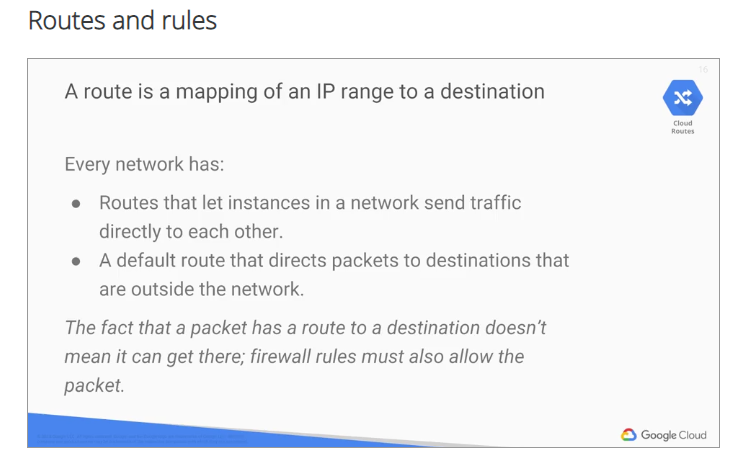 Routes and rules
16
A route is a mapping of an IP range to a destination
Cloud
Routes
Every network has:
● Routes that let instances in a network send traffic
directly to each other.
● A default route that directs packets to destinations that
are outside the network.
The fact that a packet has a route to a destination doesn’t
mean it can get there; firewall rules must also allow the
packet.
Google Cloud